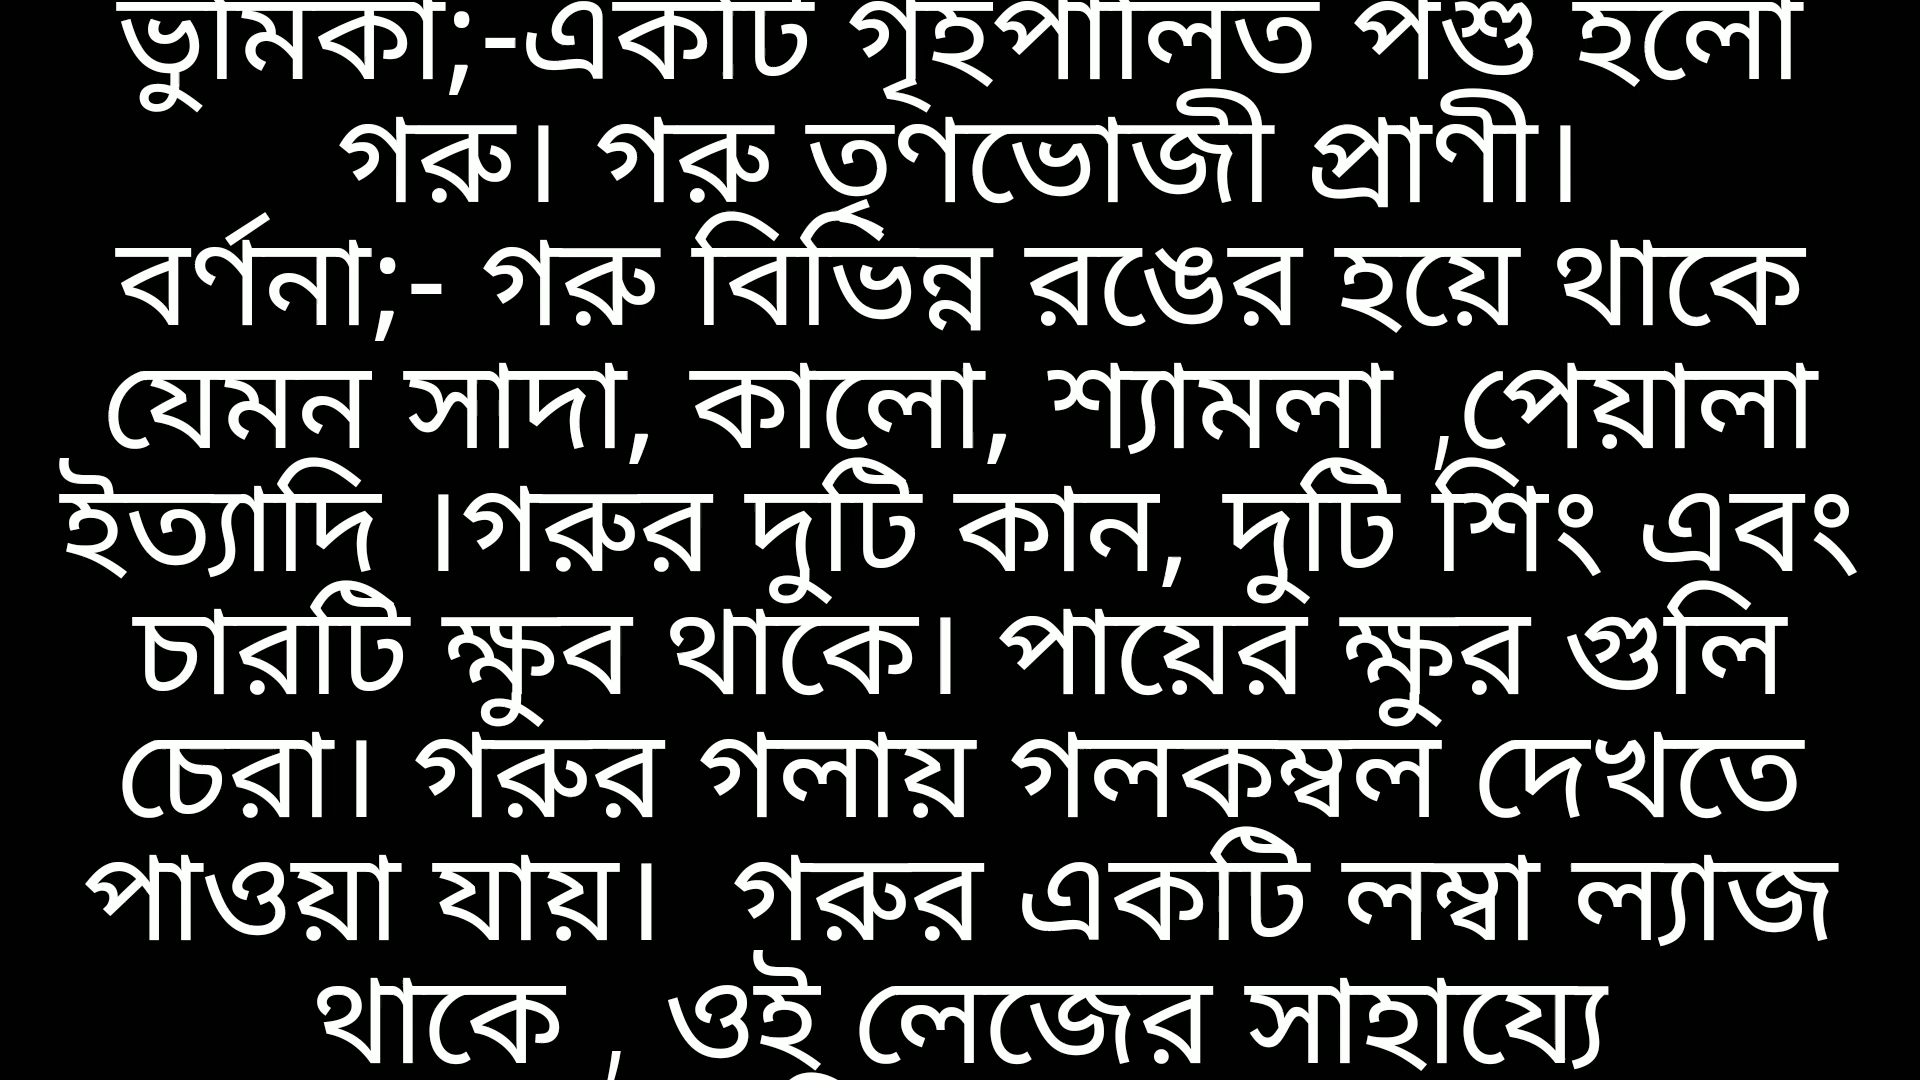 ভুমিকা;-একটি গৃহপালিত পশু হলো
গরু। গরু তৃণভোজী প্রাণী।
বর্ণনা;- গরু বিভিন্ন রঙের হয়ে থাকে
যেমন সাদা, কালো, শ্যামলা ,পেয়ালা
ইত্যাদি ।গরুর দুটি কান, দুটি শিং এবং
চারটি ক্ষুব থাকে। পায়ের ক্ষুর গুলি
চেরা। গরুর গলায় গলকম্বল দেখতে
পাওয়া যায়। গরুর একটি লম্বা ল্যাজ
থাকে , ওই লেজের সাহায্যে